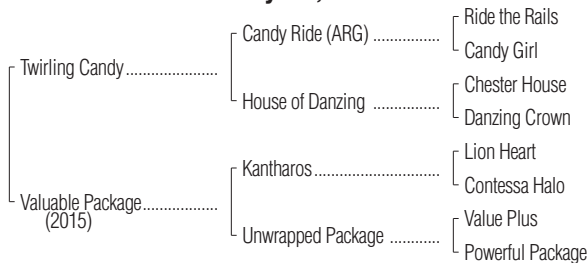 Ride the Rails
Candy Ride (ARG) ................
Candy Girl
Twirling Candy ......................
Chester House
House of Danzing ................
Danzing Crown
Lion Heart
Kantharos .............................
Contessa Halo
Valuable Package ..................
(2015)
Value Plus
Unwrapped Package ............
Powerful Package